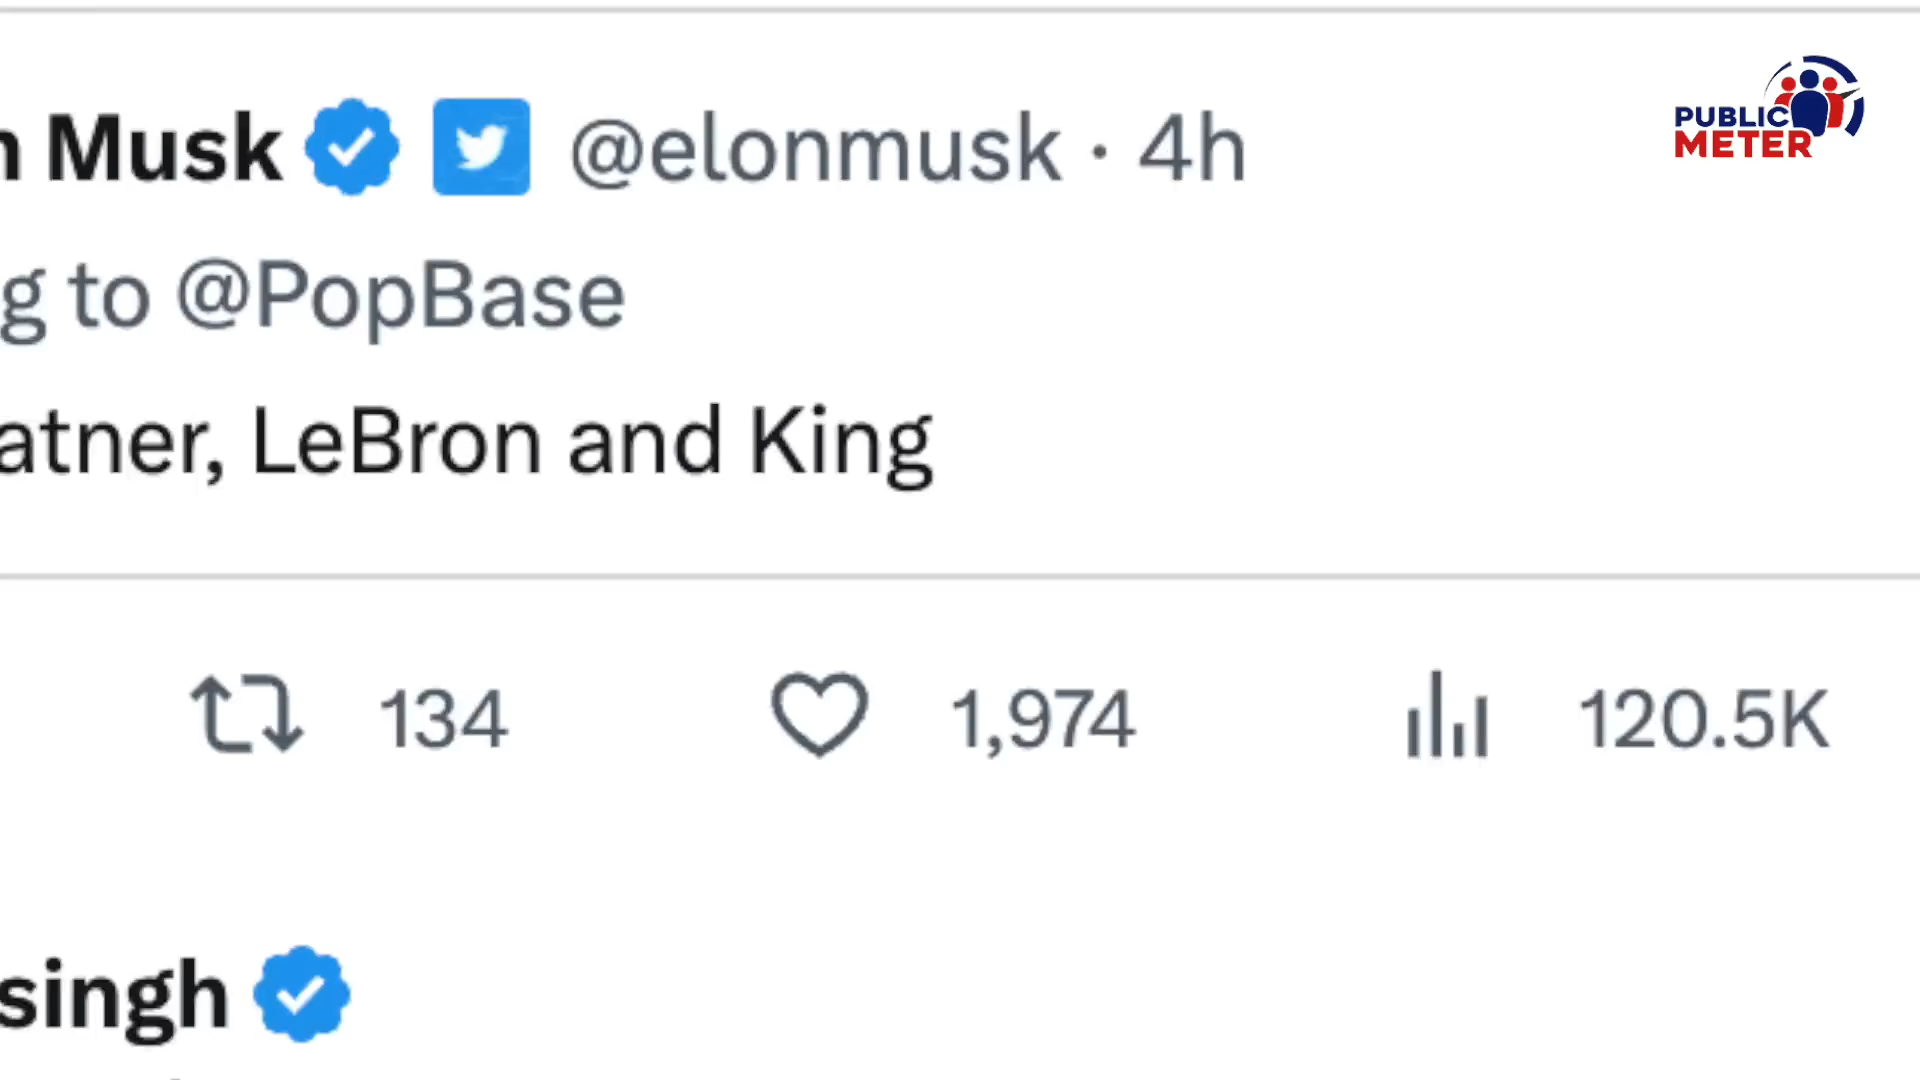 n Musk @elonmusk · 4h
PUBLIC
METER
g to @PopBase
atner, LeBron and King
134 1,974 120.5K
singh